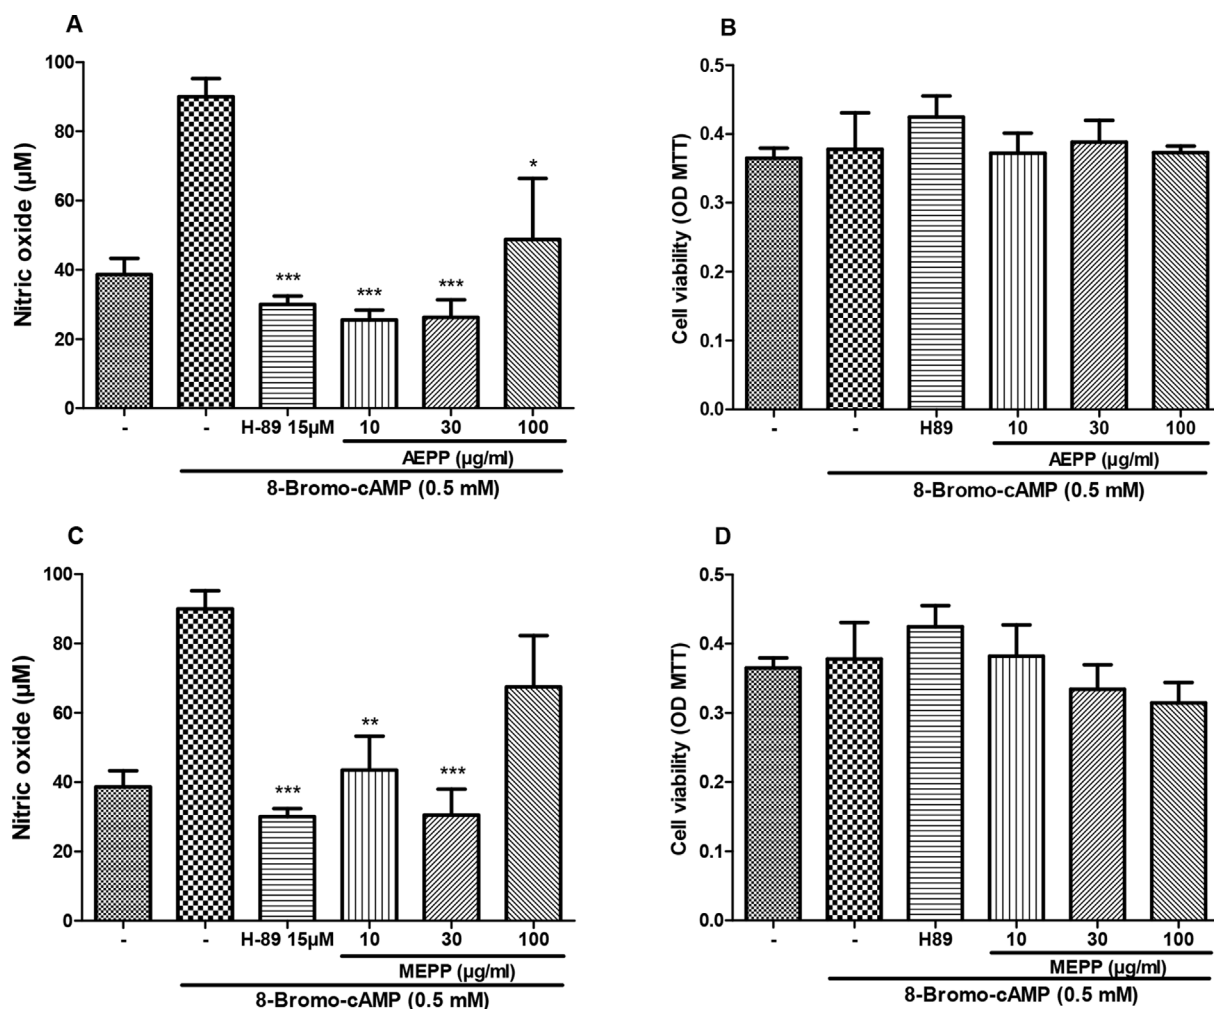 A
Nitric oxide (µM)
100
80
60
40
20
0
***
***
***
*
- - H-89 15µM 10 30 100
AEPP (µg/ml)
8-Bromo-cAMP (0.5 mM)
B
Cell viability (OD MTT)
0.5
0.4
0.3
0.2
0.1
0.0
- - H89 10 30 100
AEPP (µg/ml)
8-Bromo-cAMP (0.5 mM)
C
Nitric oxide (µM)
100
80
60
40
20
0
***
**
***
- - H-89 15µM 10 30 100
MEPP (µg/ml)
8-Bromo-cAMP (0.5 mM)
D
Cell viability (OD MTT)
0.5
0.4
0.3
0.2
0.1
0.0
- - H89 10 30 100
MEPP (µg/ml)
8-Bromo-cAMP (0.5 mM)